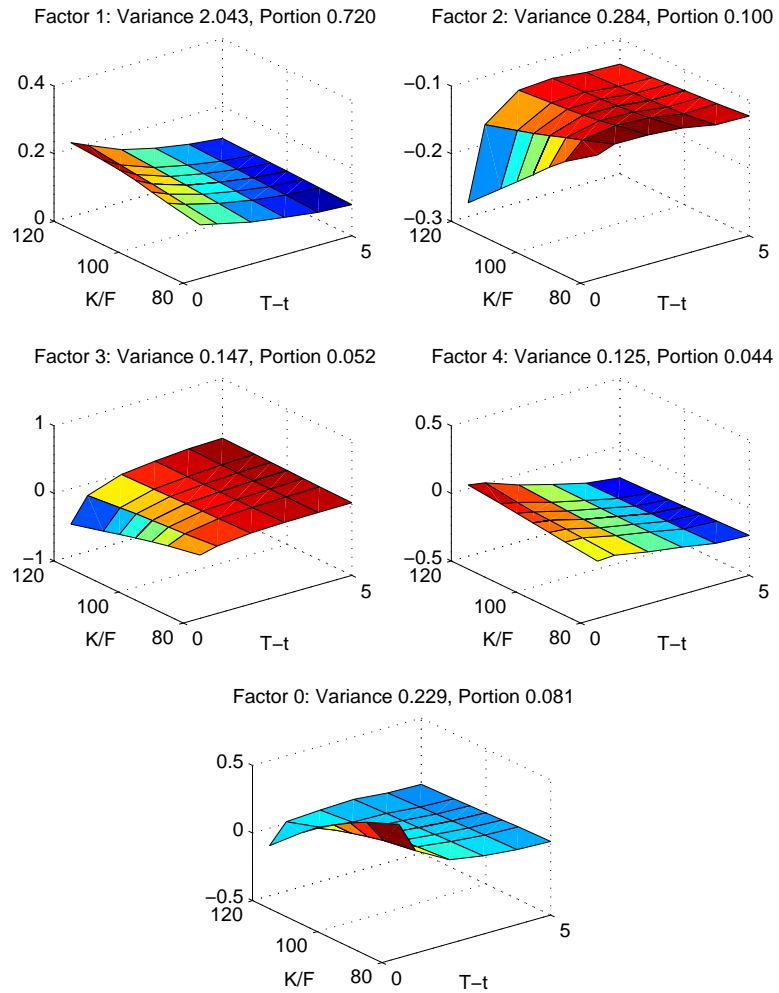 Factor 1: Variance 2.043, Portion 0.720
0.4
0.2
0
120
100
80
K/F
0
5
T−t
Factor 2: Variance 0.284, Portion 0.100
−0.1
−0.2
−0.3
120
100
80
K/F
0
5
T−t
Factor 3: Variance 0.147, Portion 0.052
1
0
−1
120
100
80
K/F
0
5
T−t
Factor 4: Variance 0.125, Portion 0.044
0.5
0
−0.5
120
100
80
K/F
0
5
T−t
Factor 0: Variance 0.229, Portion 0.081
0.5
0
−0.5
120
100
80
K/F
0
5
T−t